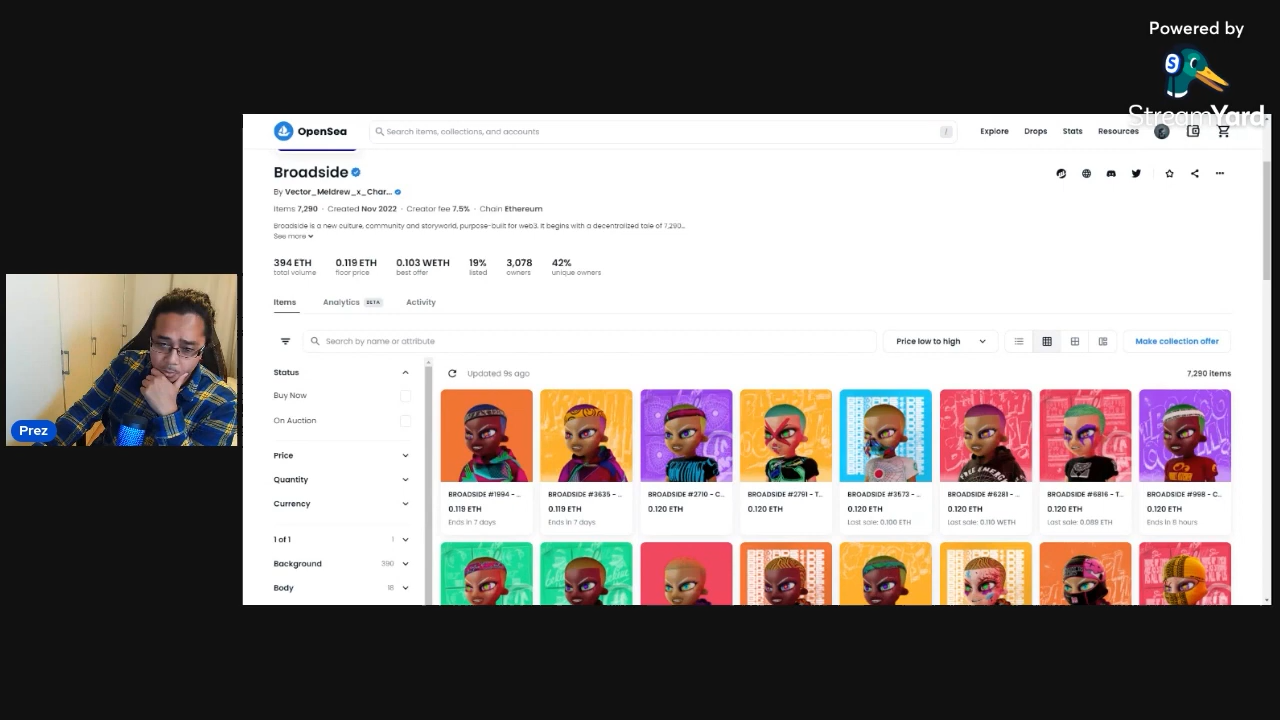 Powered by
S
StreamYard
OpenSea
Search items, collections, and accounts
/
Explore
Drops
Stats
Resources
Broadside
By Vector_Meldrew_x_Char...
Items 7,290 · Created Nov 2022 · Creator fee 7.5% · Chain Ethereum
Broadside is a new culture, community and storyworld, purpose-built for web3. It begins with a decentralized tale of 7,290...
See more
394 ETH 0.119 ETH 0.103 WETH 19% 3,078 42%
total volume floor price best offer listed owners unique owners
Items Analytics BETA Activity
Search by name or attribute
Price low to high
Make collection offer
Status
Updated 9s ago
7,290 items
Buy Now
On Auction
Price
Quantity
Currency
1 of 1 1
Background 390
Body 18
BROADSIDE #1994 - ...
0.119 ETH
Ends in 7 days
BROADSIDE #3635 - ...
0.119 ETH
Ends in 7 days
BROADSIDE #2710 - C...
0.120 ETH
BROADSIDE #2791 - T...
0.120 ETH
BROADSIDE #3573 - ...
0.120 ETH
Last sale: 0.100 ETH
BROADSIDE #6281 - ...
0.120 ETH
Last sale: 0.110 WETH
BROADSIDE #6816 - T...
0.120 ETH
Last sale: 0.089 ETH
BROADSIDE #998 - C...
0.120 ETH
Ends in 8 hours
Prez